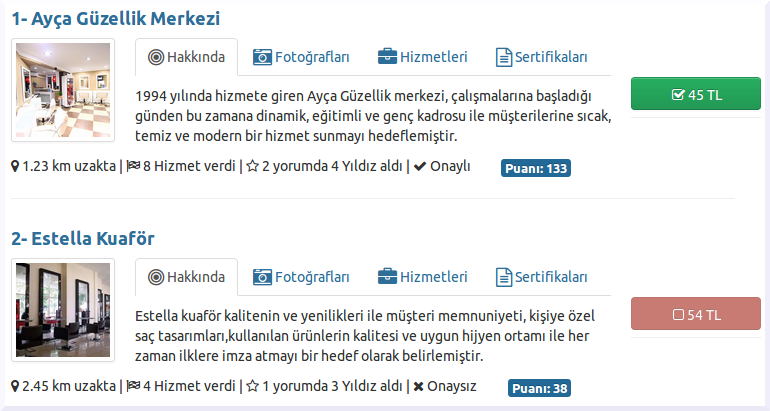 1- Ayça Güzellik Merkezi
Hakkında Fotoğrafları Hizmetleri Sertifikaları
1994 yılında hizmete giren Ayça Güzellik merkezi, çalışmalarına başladığı
günden bu zamana dinamik, eğitimli ve genç kadrosu ile müşterilerine sıcak,
temiz ve modern bir hizmet sunmayı hedeflemiştir.
45 TL
1.23 km uzakta | 8 Hizmet verdi | 2 yorumda 4 Yıldız aldı | Onaylı Puanı: 133
2- Estella Kuaför
Hakkında Fotoğrafları Hizmetleri Sertifikaları
Estella kuaför kalitenin ve yenilikleri ile müşteri memnuniyeti, kişiye özel
saç tasarımları,kullanılan ürünlerin kalitesi ve uygun hijyen ortamı ile her
zaman ilklere imza atmayı bir hedef olarak belirlemiştir.
54 TL
2.45 km uzakta | 4 Hizmet verdi | 1 yorumda 3 Yıldız aldı | Onaysız Puanı: 38